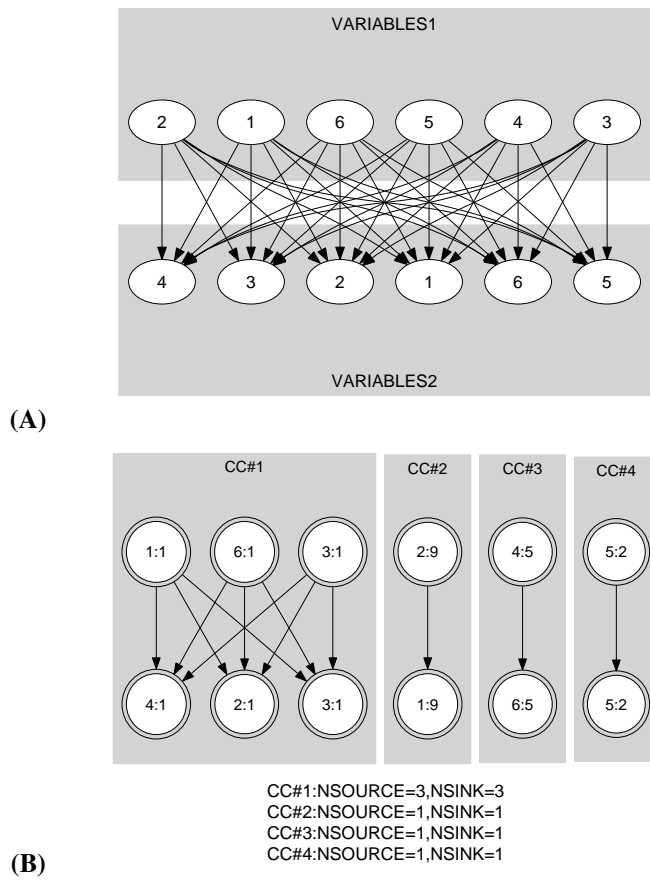 VARIABLES1
2 1 6 5 4 3
4 3 2 1 6 5
VARIABLES2
(A)
CC#1 CC#2 CC#3 CC#4
1:1 6:1 3:1 2:9 4:5 5:2
4:1 2:1 3:1 1:9 6:5 5:2
CC#1:NSOURCE=3,NSINK=3
CC#2:NSOURCE=1,NSINK=1
CC#3:NSOURCE=1,NSINK=1
CC#4:NSOURCE=1,NSINK=1
(B)